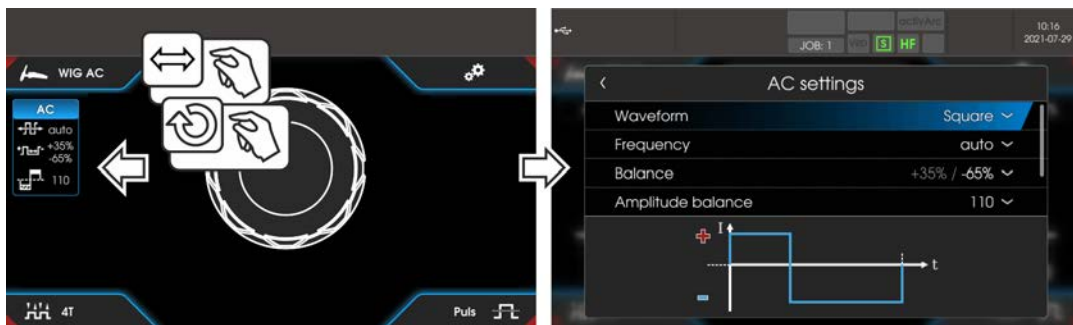 WIG AC
AC
auto
+35%
-65%
110
4T
Puls
activArc
JOB: 1
VRD
S
HF
10:16
2021-07-29
AC settings
Waveform
Square
Frequency
auto
Balance
+35% / -65%
Amplitude balance
110
I
+
-
t